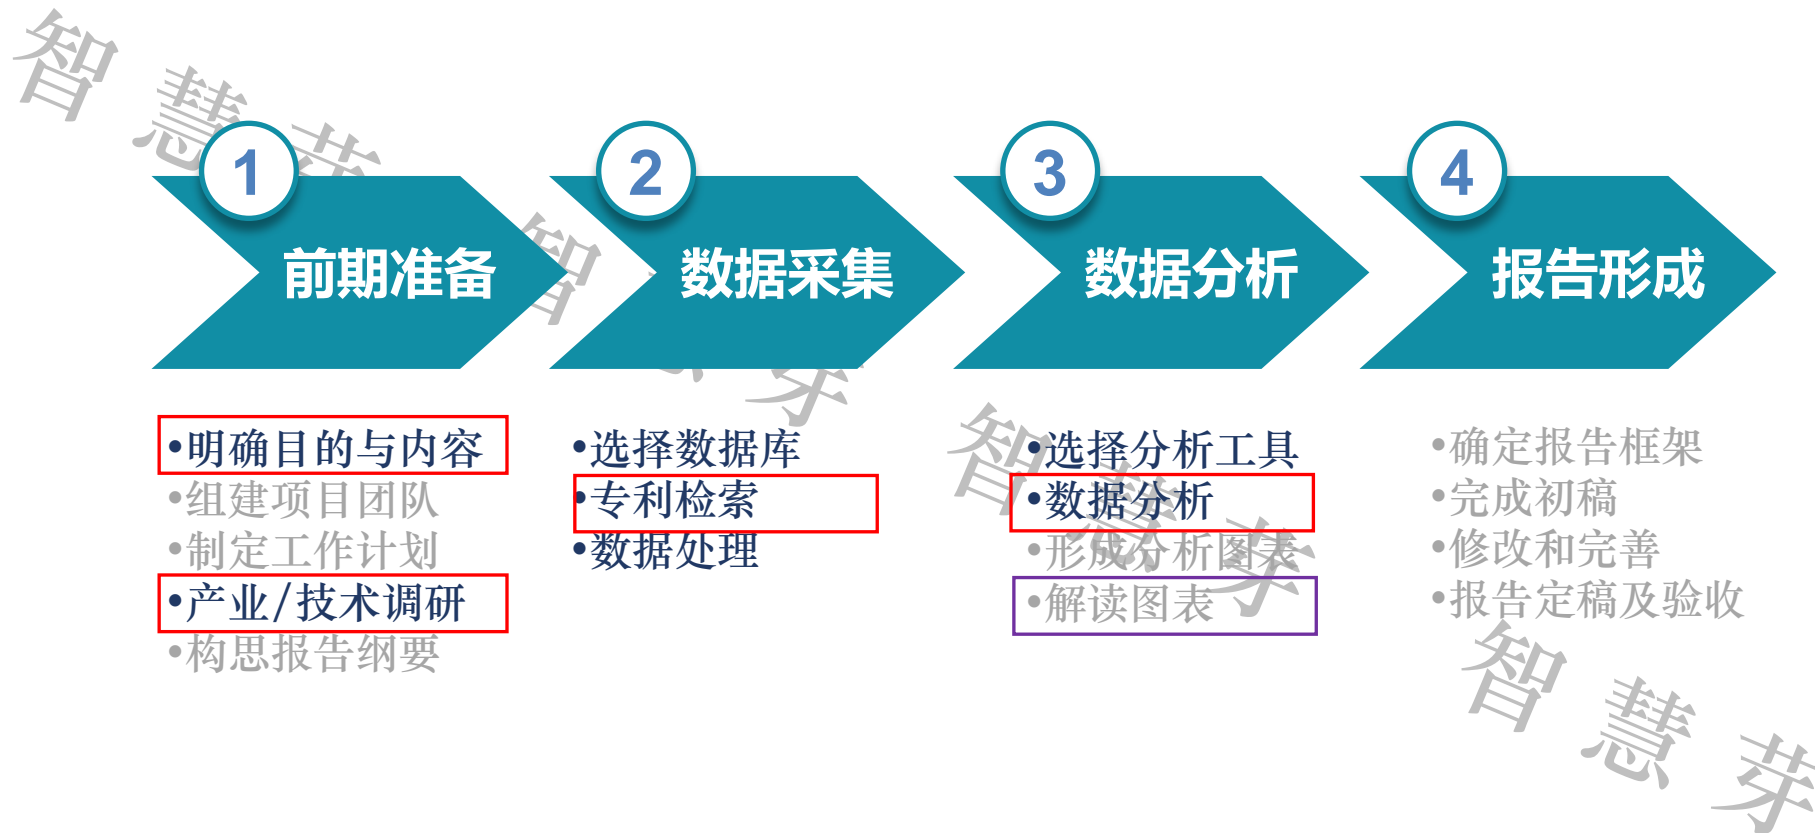 智慧芽
1
前期准备
•明确目的与内容
•组建项目团队
•制定工作计划
•产业/技术调研
•构思报告纲要
智慧芽
2
数据采集
•选择数据库
•专利检索
•数据处理
3
数据分析
•选择分析工具
•数据分析
•形成分析图表
•解读图表
智慧芽
4
报告形成
•确定报告框架
•完成初稿
•修改和完善
•报告定稿及验收
智慧芽